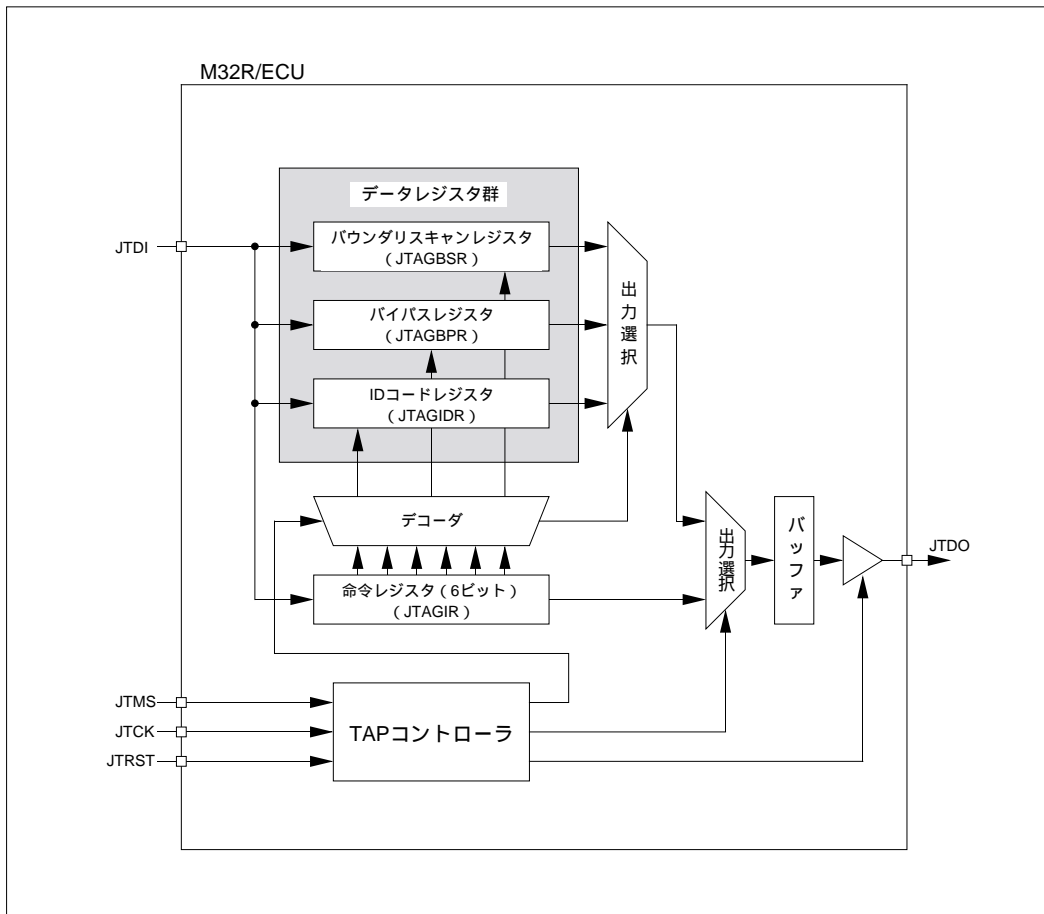 M32R/ECU
データレジスタ群
JTDI
バウンダリスキャンレジスタ
(JTAGBSR)
バイパスレジスタ
(JTAGBPR)
IDコードレジスタ
(JTAGIDR)
出力選択
デコーダ
命令レジスタ(6ビット)
(JTAGIR)
出力選択
バッファ
JTDO
JTMS
JTCK
JTRST
TAPコントローラ